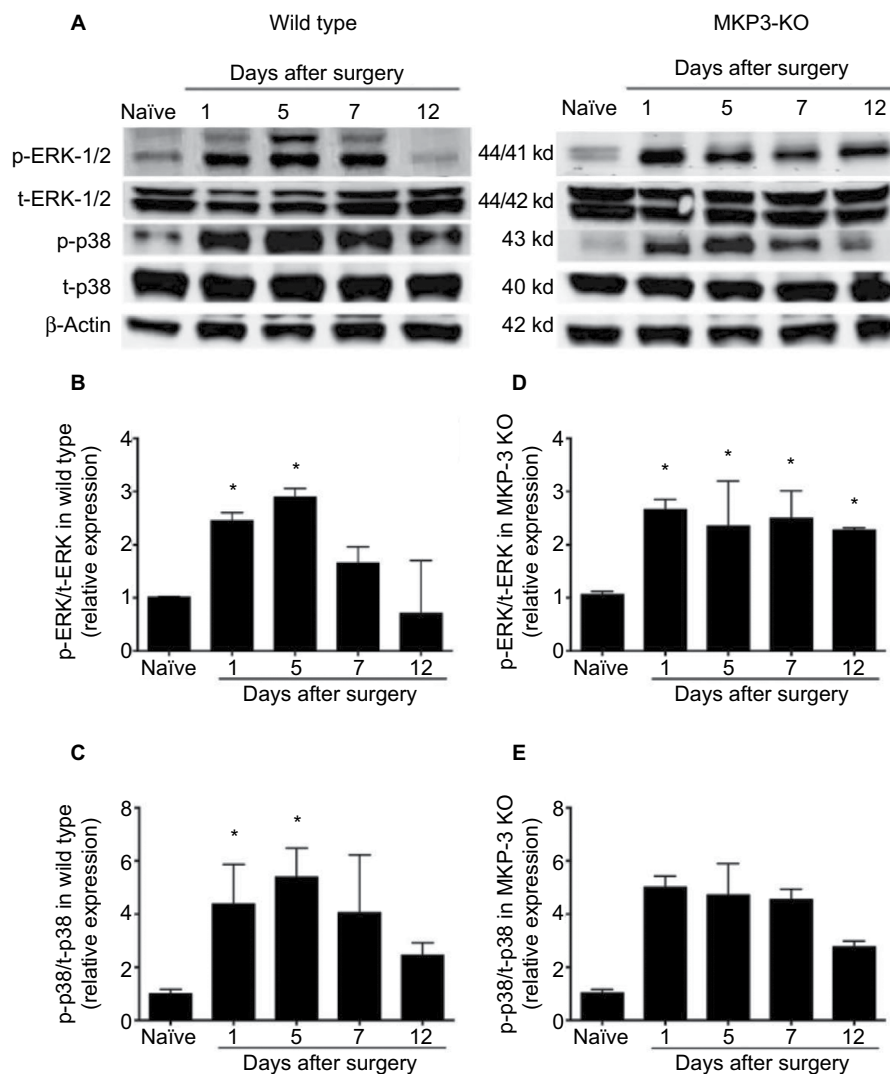 A
Wild type
MKP3-KO
Days after surgery
Days after surgery
Naïve 1 5 7 12
Naïve 1 5 7 12
p-ERK-1/2
44/41 kd
t-ERK-1/2
44/42 kd
p-p38
43 kd
t-p38
40 kd
β-Actin
42 kd
B
p-ERK/t-ERK in wild type
(relative expression)
4
3
2
1
0
* *
Naïve 1 5 7 12
Days after surgery
D
p-ERK/t-ERK in MKP-3 KO
(relative expression)
4
3
2
1
0
* * * *
Naïve 1 5 7 12
Days after surgery
C
p-p38/t-p38 in wild type
(relative expression)
8
6
4
2
0
* *
Naïve 1 5 7 12
Days after surgery
E
p-p38/t-p38 in MKP-3 KO
(relative expression)
8
6
4
2
0
Naïve 1 5 7 12
Days after surgery